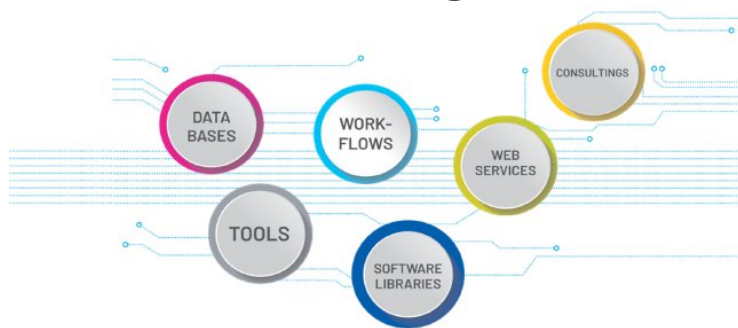 CONSULTINGS
DATA
BASES
WORK-
FLOWS
WEB
SERVICES
TOOLS
SOFTWARE
LIBRARIES